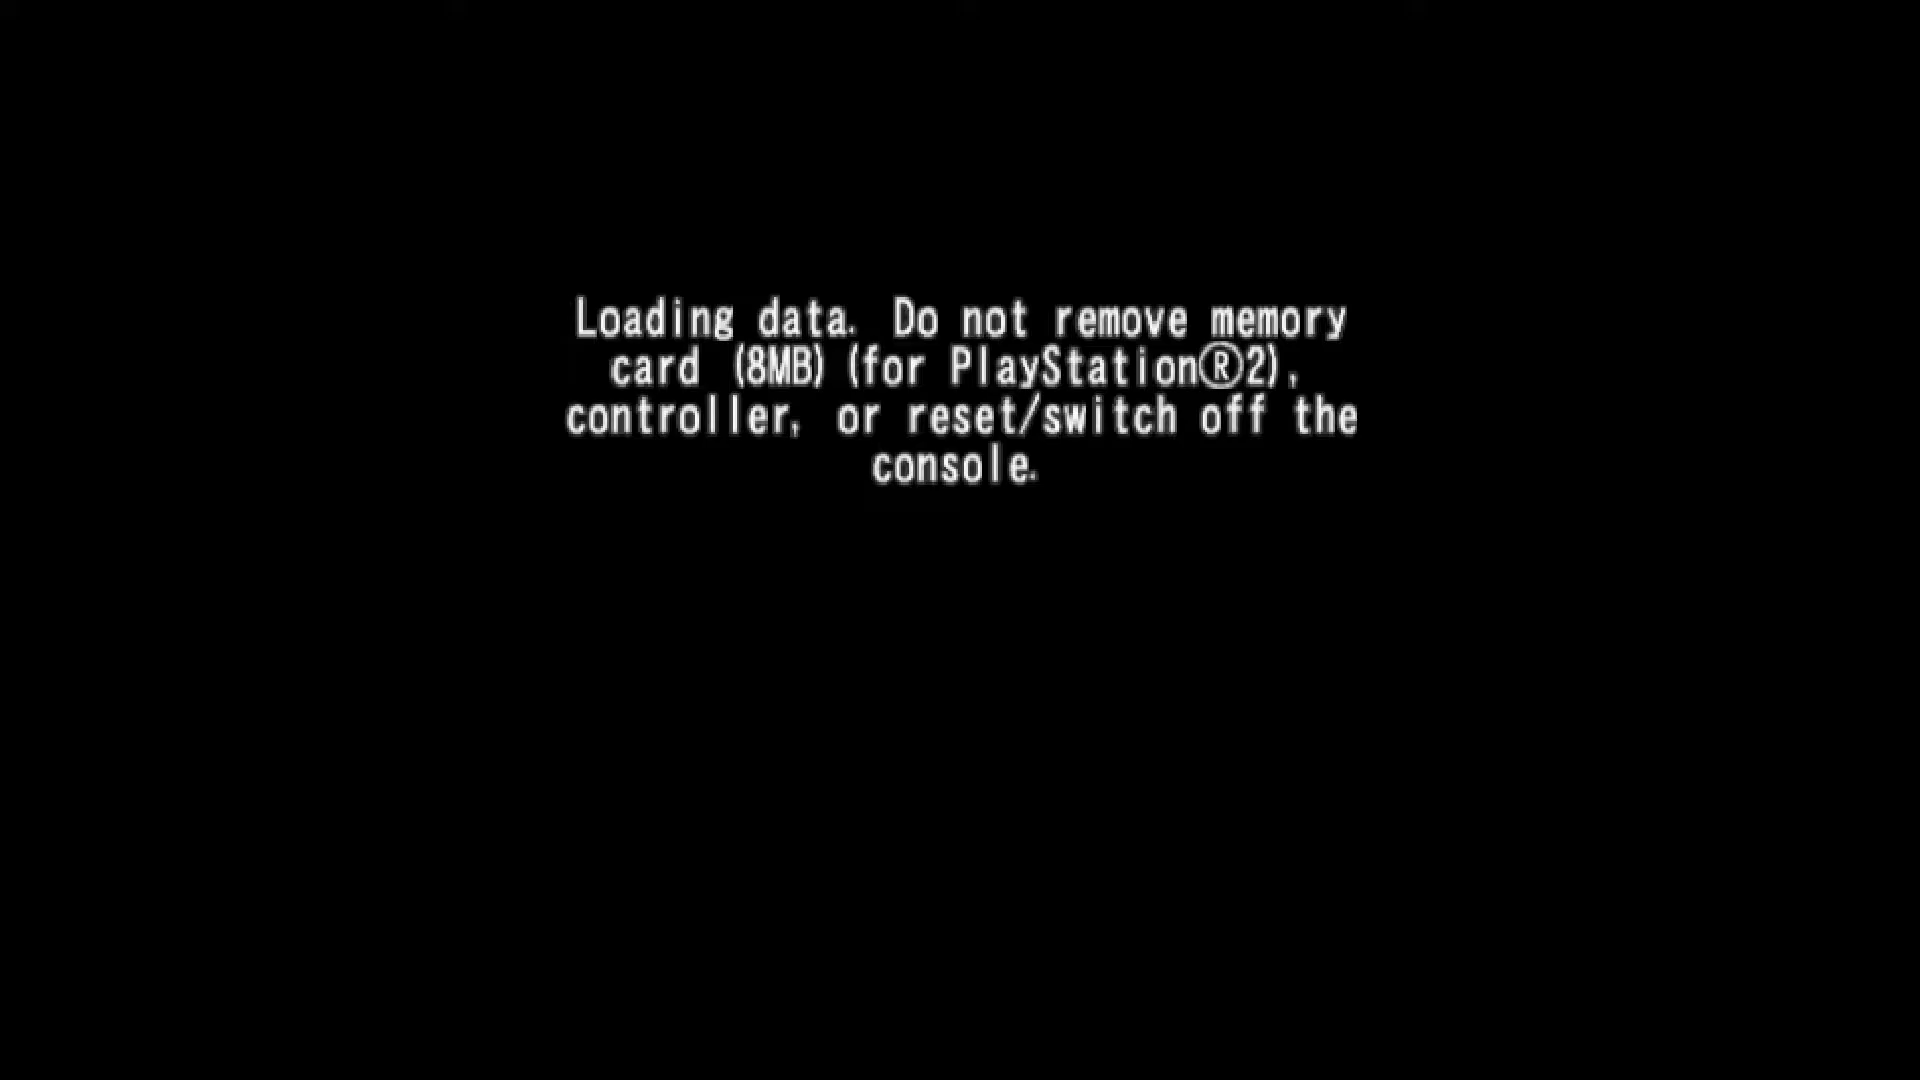 Loading data. Do not remove memory
card (8MB) (for PlayStation®2),
controller, or reset/switch off the
console.